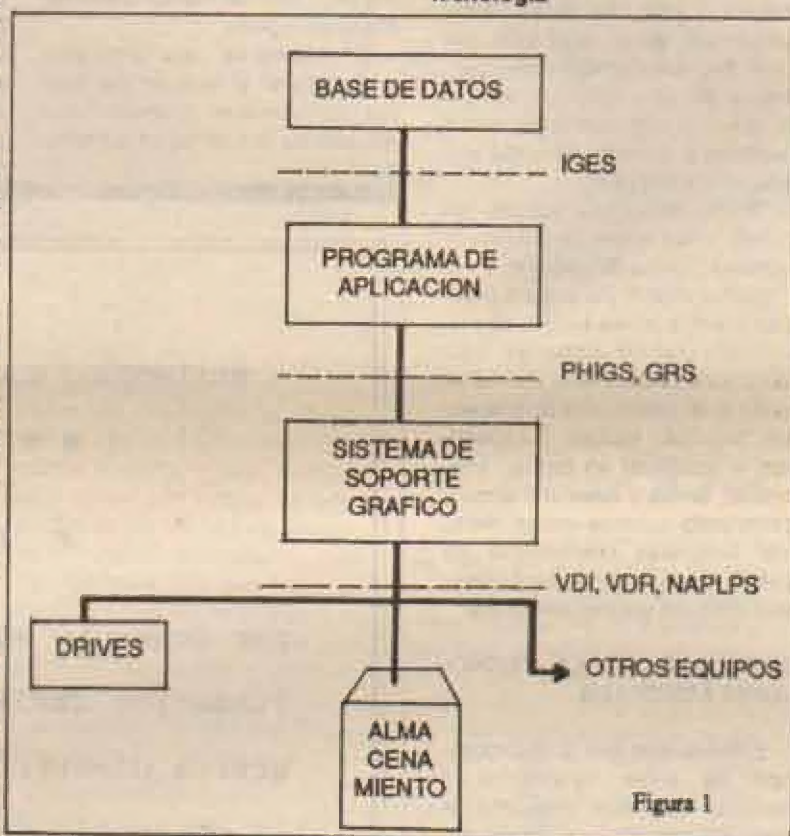 Tecnología
BASE DE DATOS
IGES
PROGRAMA DE
APLICACION
PHIGS, GRS
SISTEMA DE
SOPORTE
GRAFICO
VDI, VDR, NAPLPS
DRIVES
OTROS EQUIPOS
ALMA
CENA
MIENTO
Figura 1